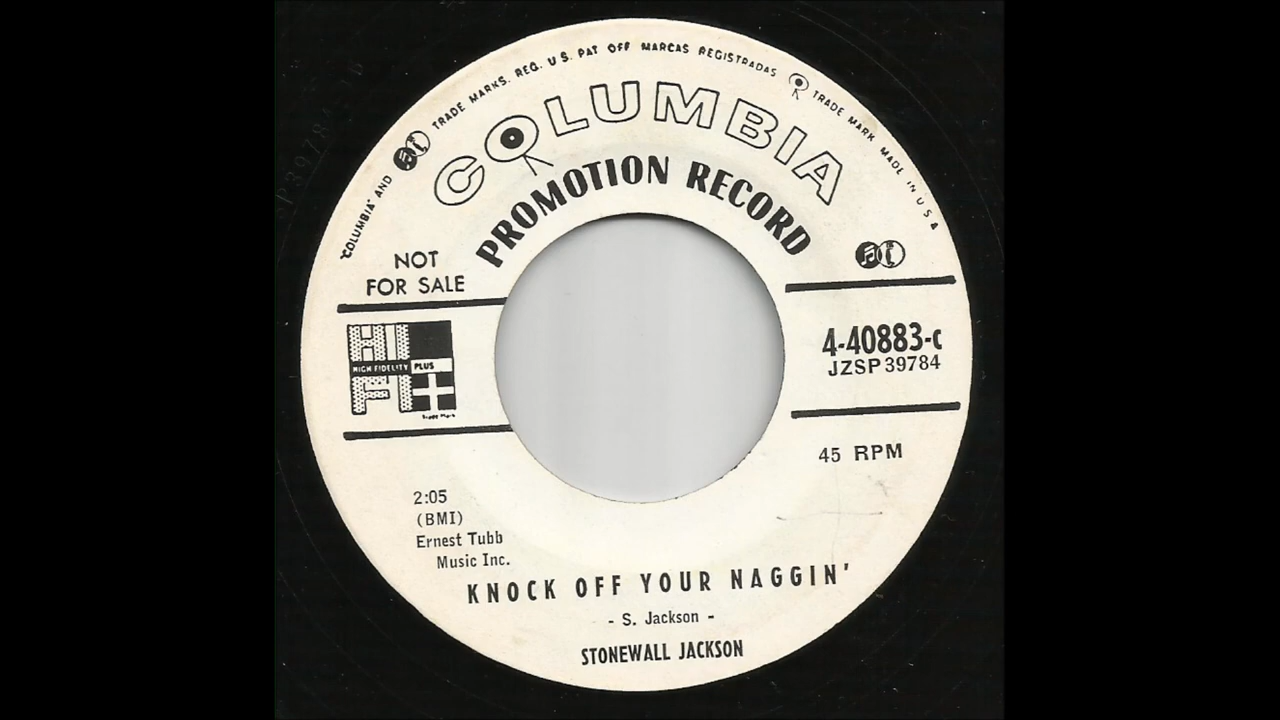 "COLUMBIA" AND TRADE MARKS. REG. U S. PAT OFF MARCAS REGISTRADAS TRADE MARK MADE IN U S A
COLUMBIA
PROMOTION RECORD
NOT
FOR SALE
HI
HIGH FIDELITY PLUS
FI
Trade Mark
4-40883-c
JZSP 39784
45 RPM
2:05
(BMI)
Ernest Tubb
Music Inc.
KNOCK OFF YOUR NAGGIN'
- S. Jackson -
STONEWALL JACKSON